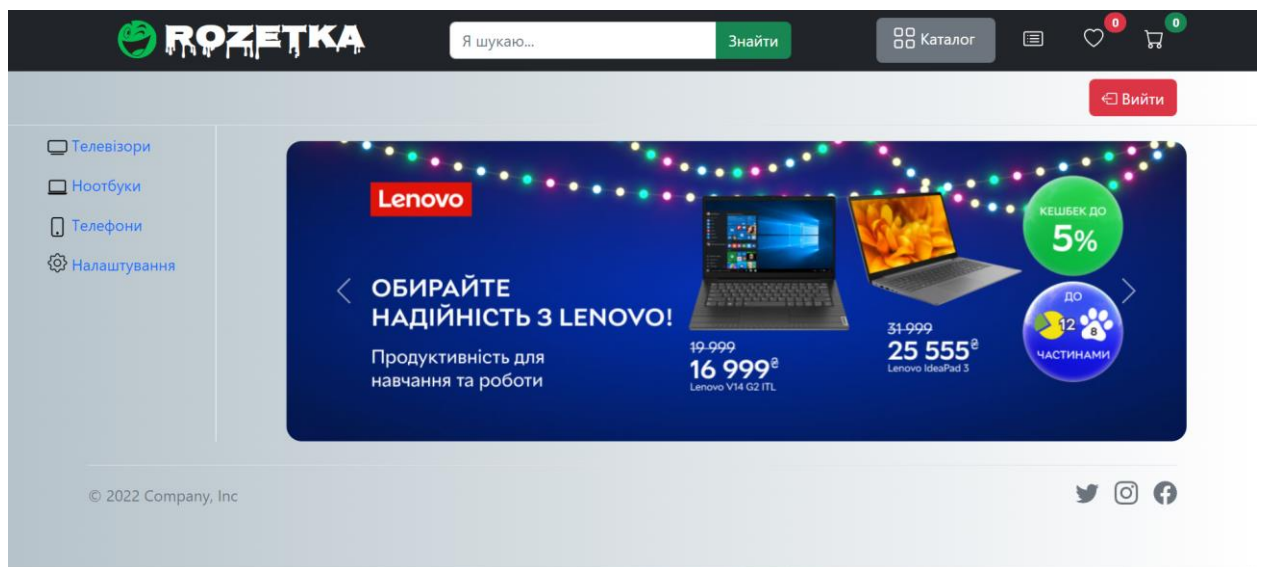 ROZETKA
Я шукаю...
Знайти
Каталог
0
0
Вийти
Телевізори
Ноотбуки
Телефони
Налаштування
Lenovo
ОБИРАЙТЕ
НАДІЙНІСТЬ З LENOVO!
Продуктивність для
навчання та роботи
19 999
16 999₴
Lenovo V14 G2 ITL
31 999
25 555₴
Lenovo IdeaPad 3
КЕШБЕК ДО
5%
ДО
12 8
ЧАСТИНАМИ
© 2022 Company, Inc